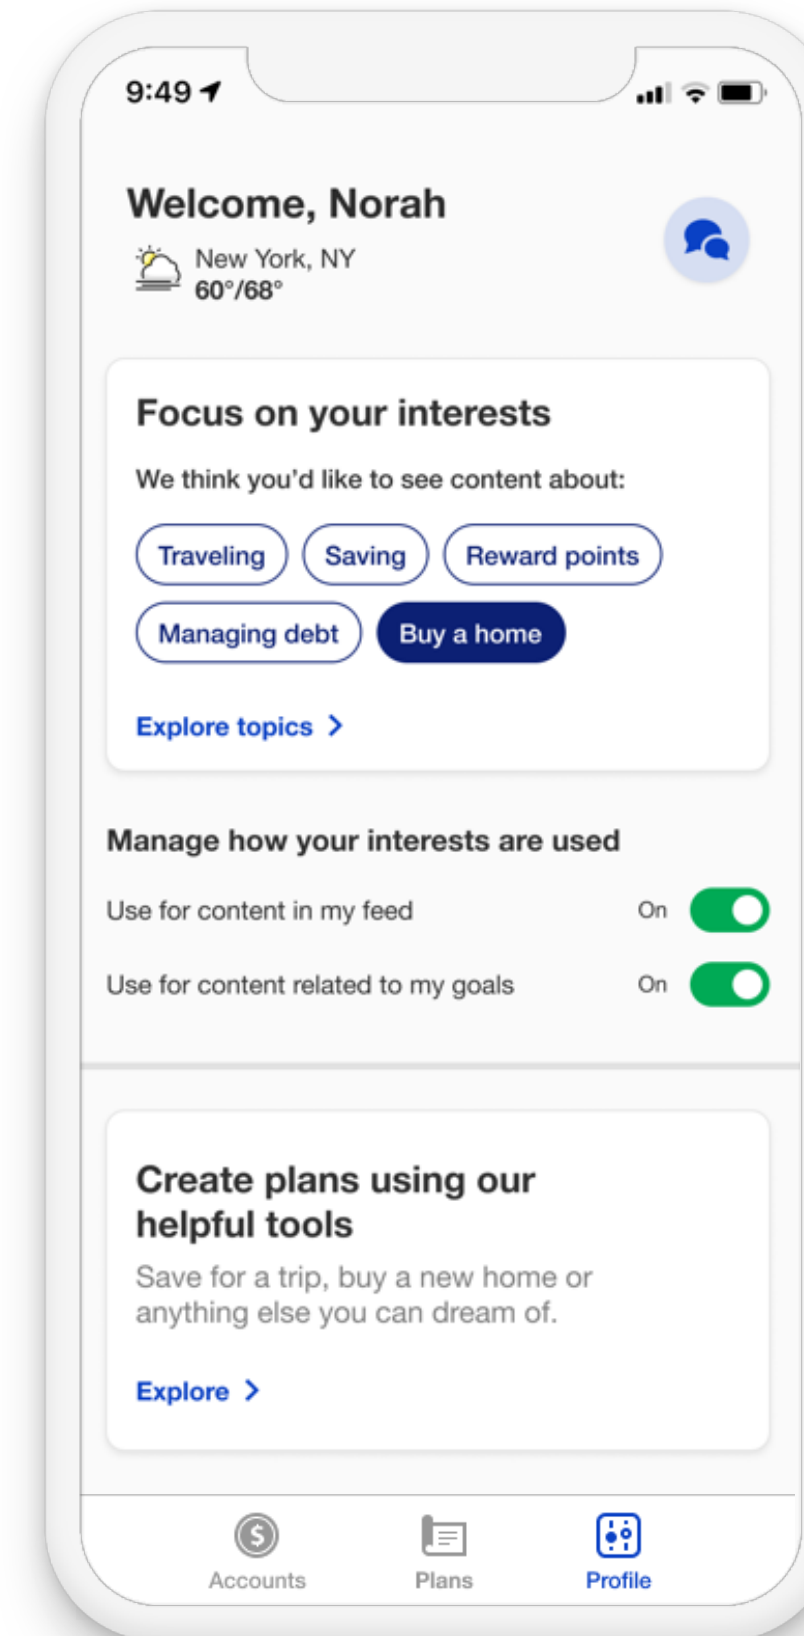 9:49
Welcome, Norah
New York, NY
60°/68°
Focus on your interests
We think you’d like to see content about:
Traveling Saving Reward points
Managing debt Buy a home
Explore topics
Manage how your interests are used
Use for content in my feed On
Use for content related to my goals On
Create plans using our
helpful tools
Save for a trip, buy a new home or
anything else you can dream of.
Explore
Accounts Plans Profile